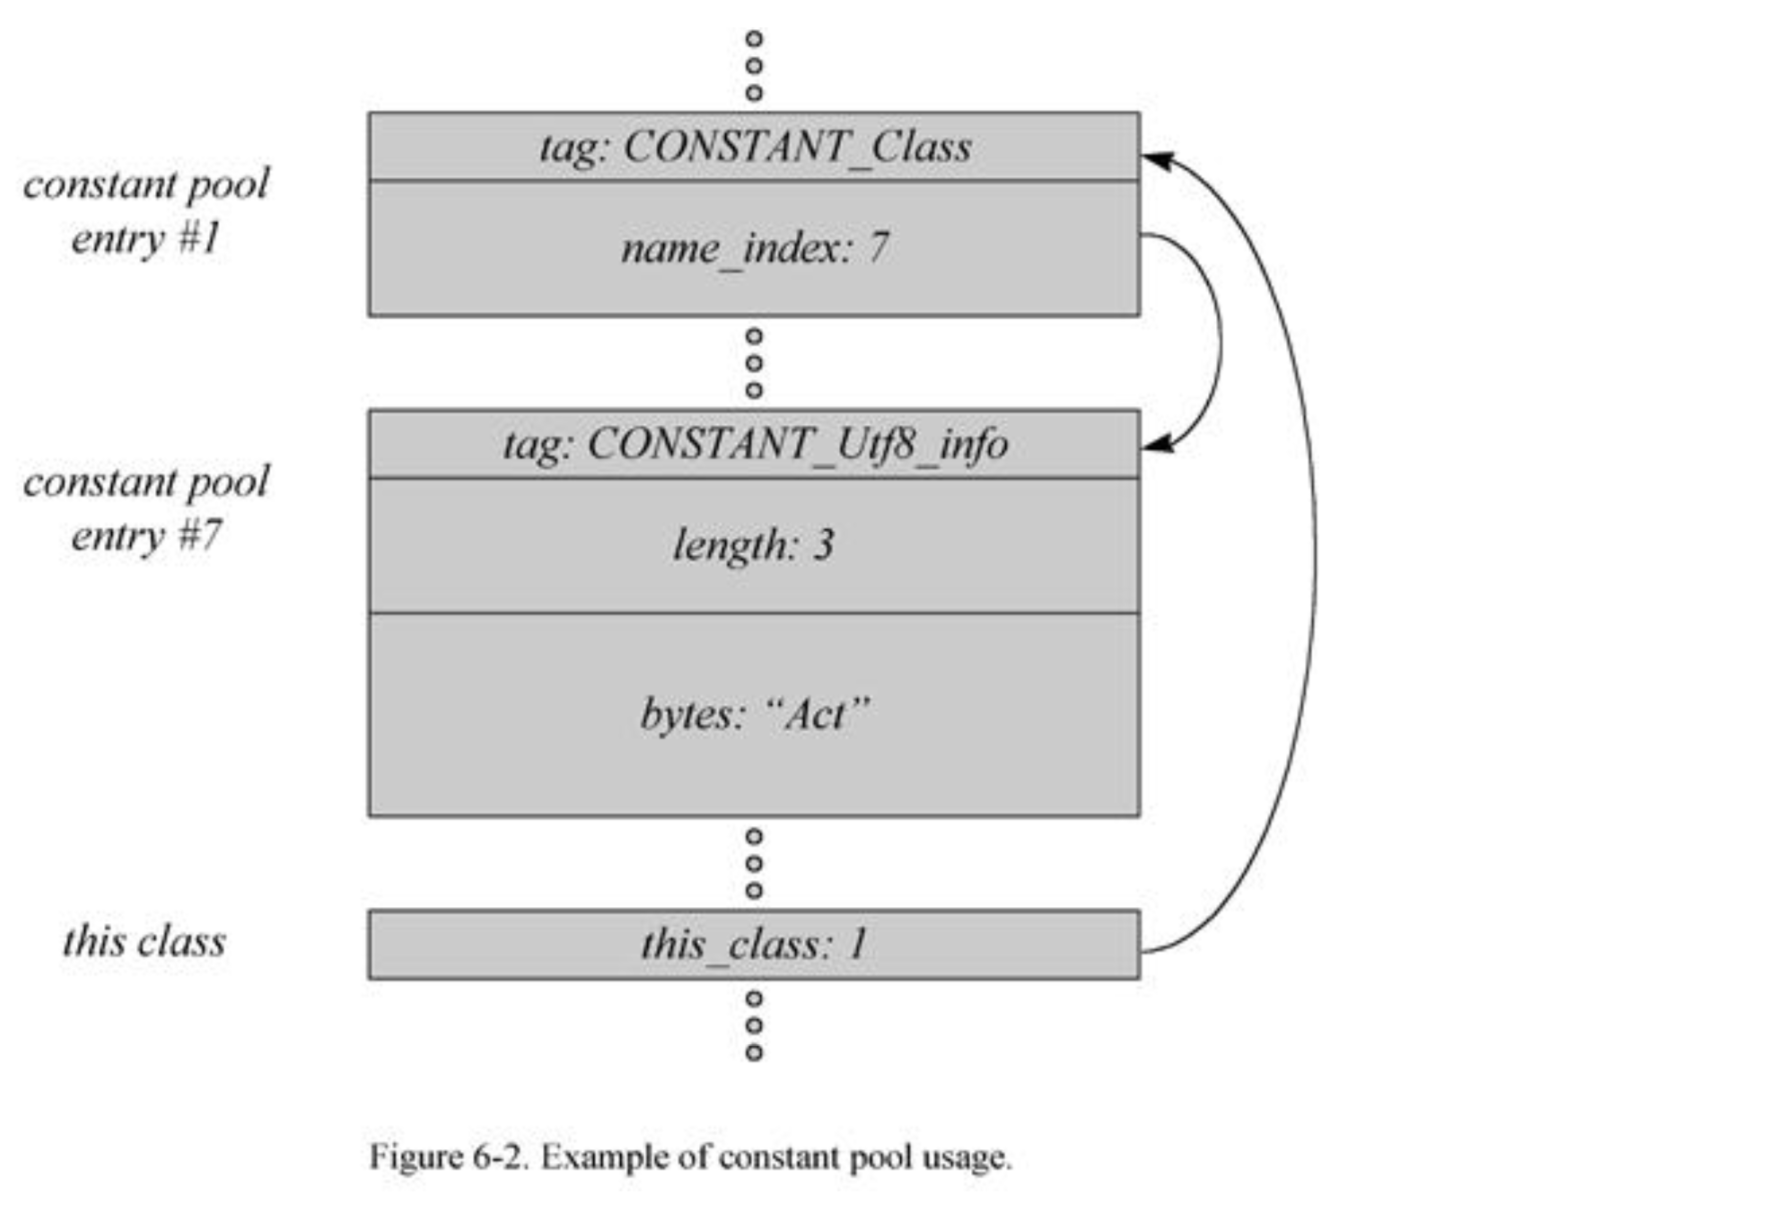 tag: CONSTANT_Class
constant pool
entry #1
name_index: 7
tag: CONSTANT_Utf8_info
constant pool
entry #7
length: 3
bytes: “Act”
this class
this_class: 1
Figure 6-2. Example of constant pool usage.